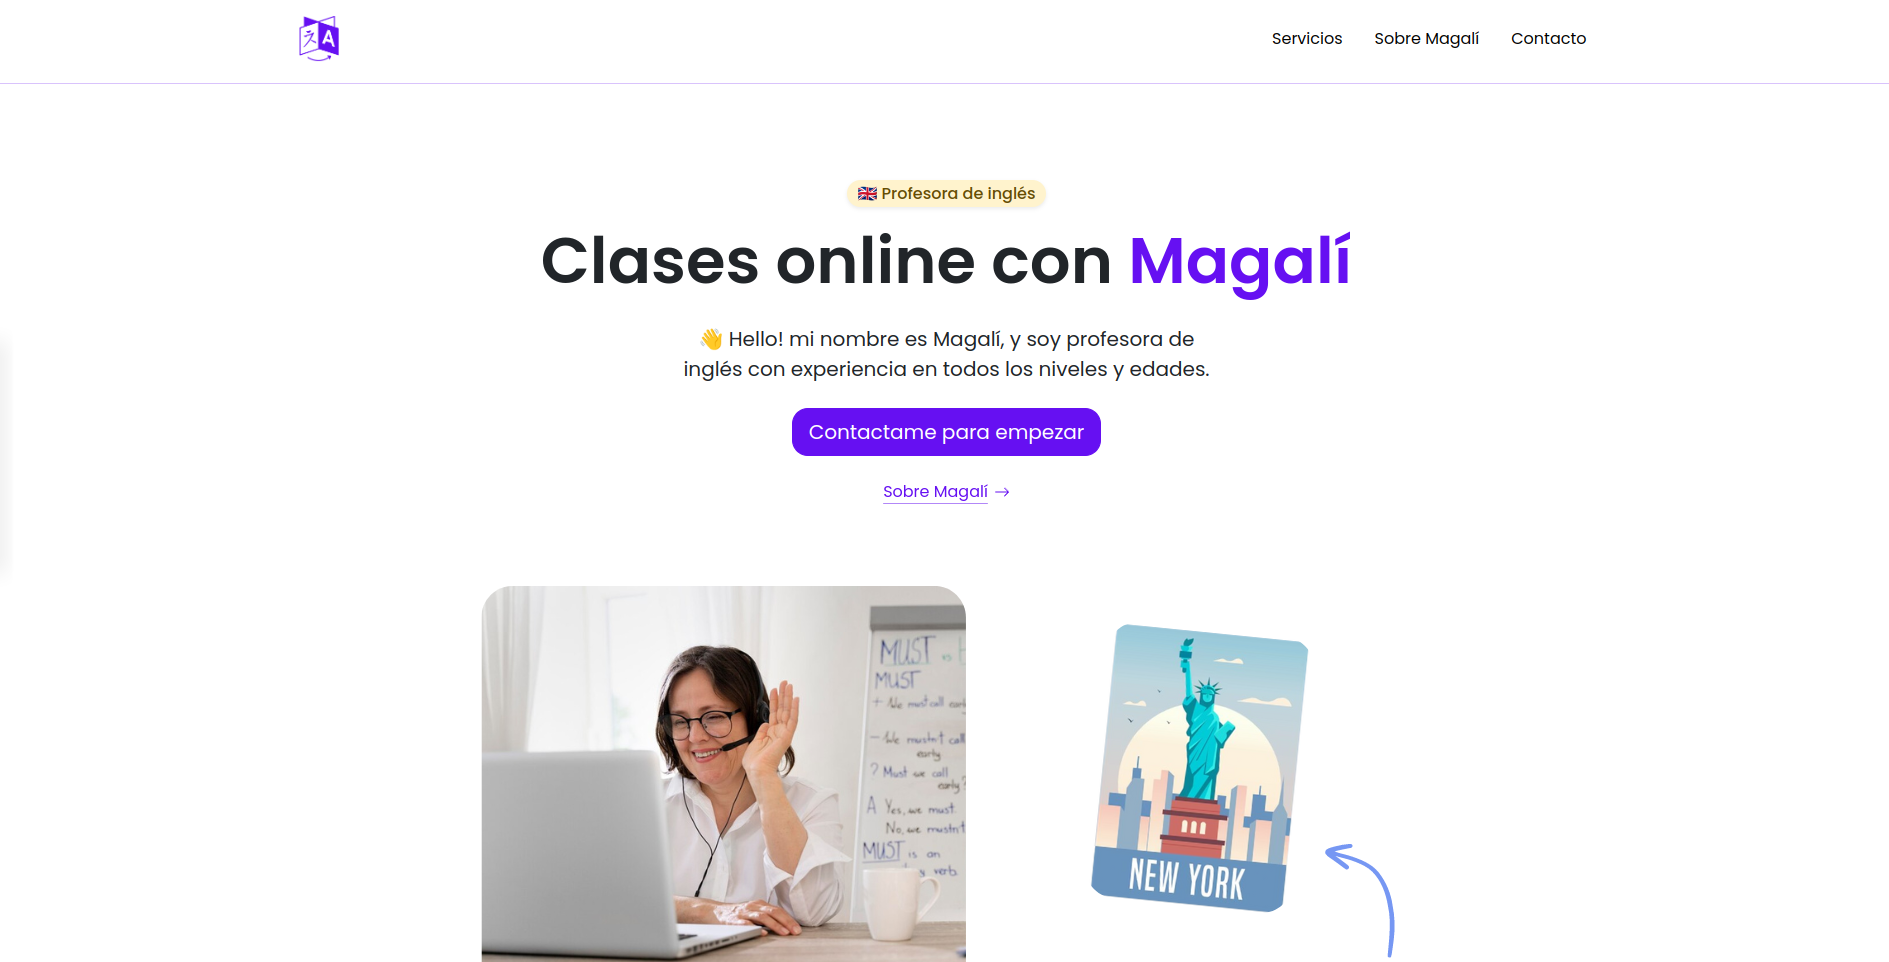 文 A
Servicios Sobre Magalí Contacto
Profesora de inglés
Clases online con Magalí
👋 Hello! mi nombre es Magalí, y soy profesora de
inglés con experiencia en todos los niveles y edades.
Contactame para empezar
Sobre Magalí →
MUST vs
MUST
+ We must call
- We mustn't call
early
? Must we call
early?
A Yes, we must.
No, we mustn't
MUST is an
verb.
NEW YORK